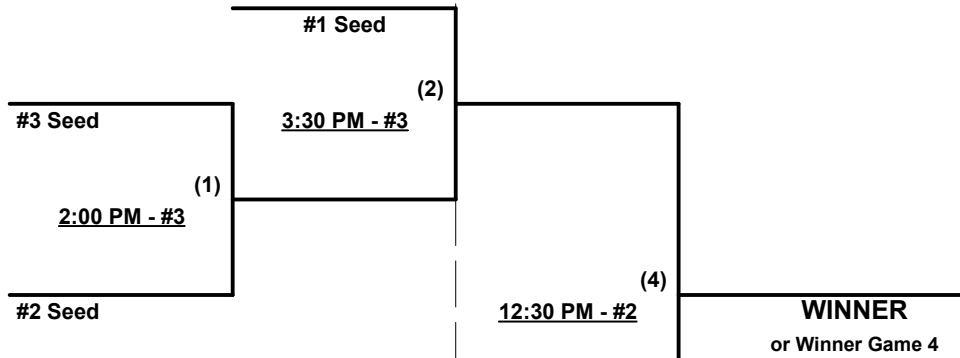 #1 Seed
(2)
#3 Seed
3:30 PM - #3
(1)
2:00 PM - #3
(4)
#2 Seed
12:30 PM - #2
WINNER
or Winner Game 4